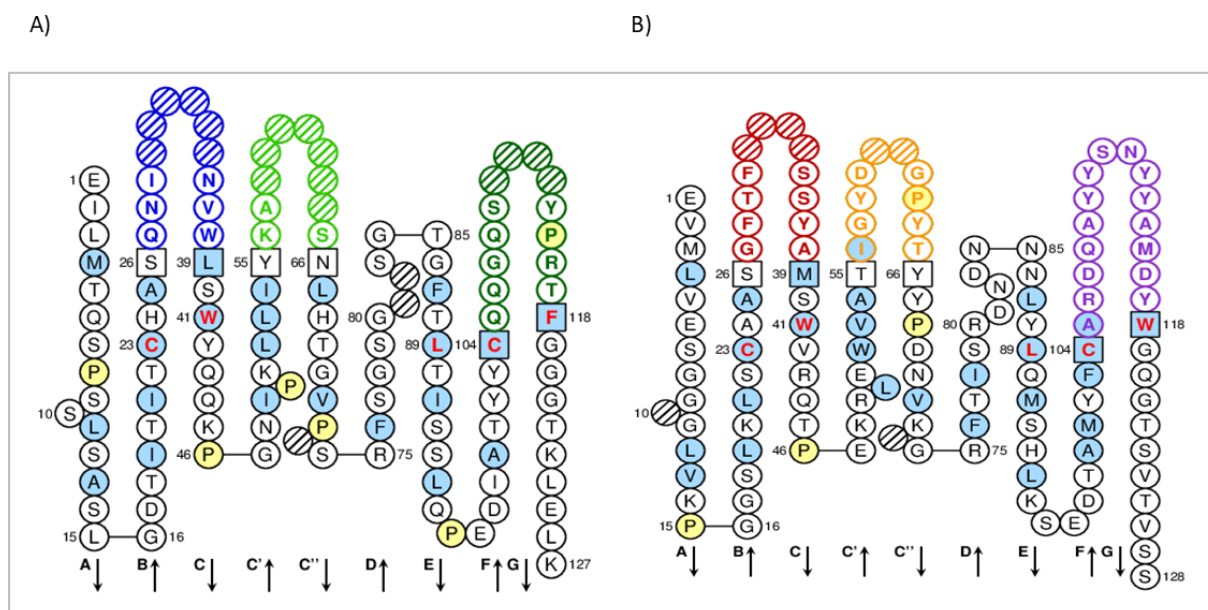 A)
1 E I L M T Q S P S 10 S L S A S 15 L
I N Q 26 S A H 23 C T I T I T D G 16
N V W 39 L S 41 W Y Q Q K 46 P
A K 55 Y I L L K P I N G
S 66 N L H T G V P S
G S 80 G S G S F R 75
T 85 G F T 89 L T I S S L Q P E
S Q G Q Q 104 C Y Y T A I D
Y P R T F 118 G G G T K L E L K 127
A B C C' C'' D E F G
B)
1 E V M L V E S G G 10 G L V K 15 P
F T F G 26 S A A 23 C S L K L S G G 16
S S Y A 39 M S 41 W V R Q T 46 P
D Y G I 55 T A V W E L R K E
G P Y T 66 Y Y P D N V K G
N D N D 80 R S I T F R 75
N 85 N L Y 89 L Q M S H L K S E
S Y Y A Q D R A 104 C F Y M A T D
N Y Y A M D Y W 118 G Q G T S V T V S S 128
A B C C' C'' D E F G